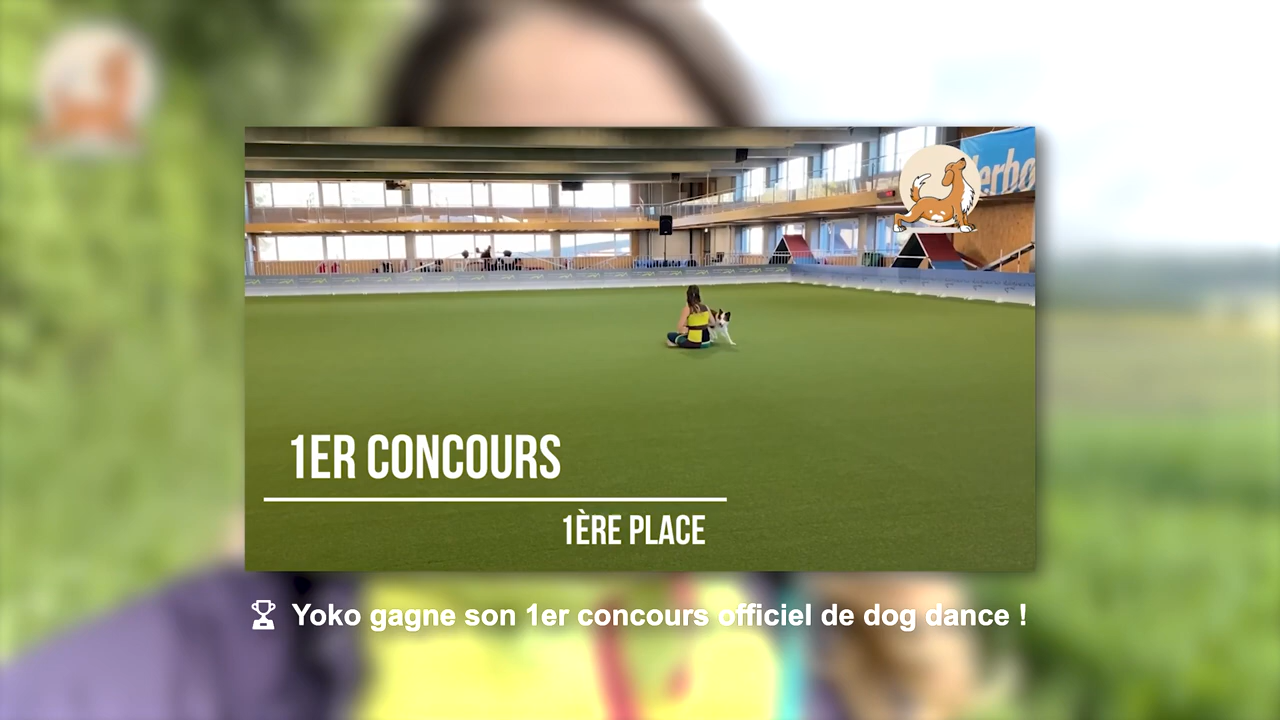 1ER CONCOURS
1ÈRE PLACE
🏆 Yoko gagne son 1er concours officiel de dog dance !